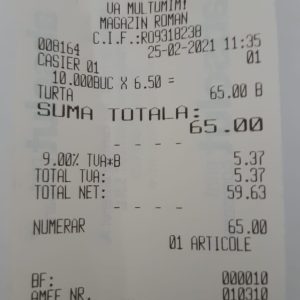 VA MULTUMIM!
MAGAZIN ROMAN
C.I.F.:RO9318238
008164 25-02-2021 11:35
CASIER 01 01
10.000BUC X 6.50 =
TURTA 65.00 B
SUMA TOTALA:
65.00
- - - -
9.00% TVA*B 5.37
TOTAL TVA: 5.37
TOTAL NET: 59.63
- - - -
NUMERAR 65.00
01 ARTICOLE
BF: 000010
AMEF NR. 010310